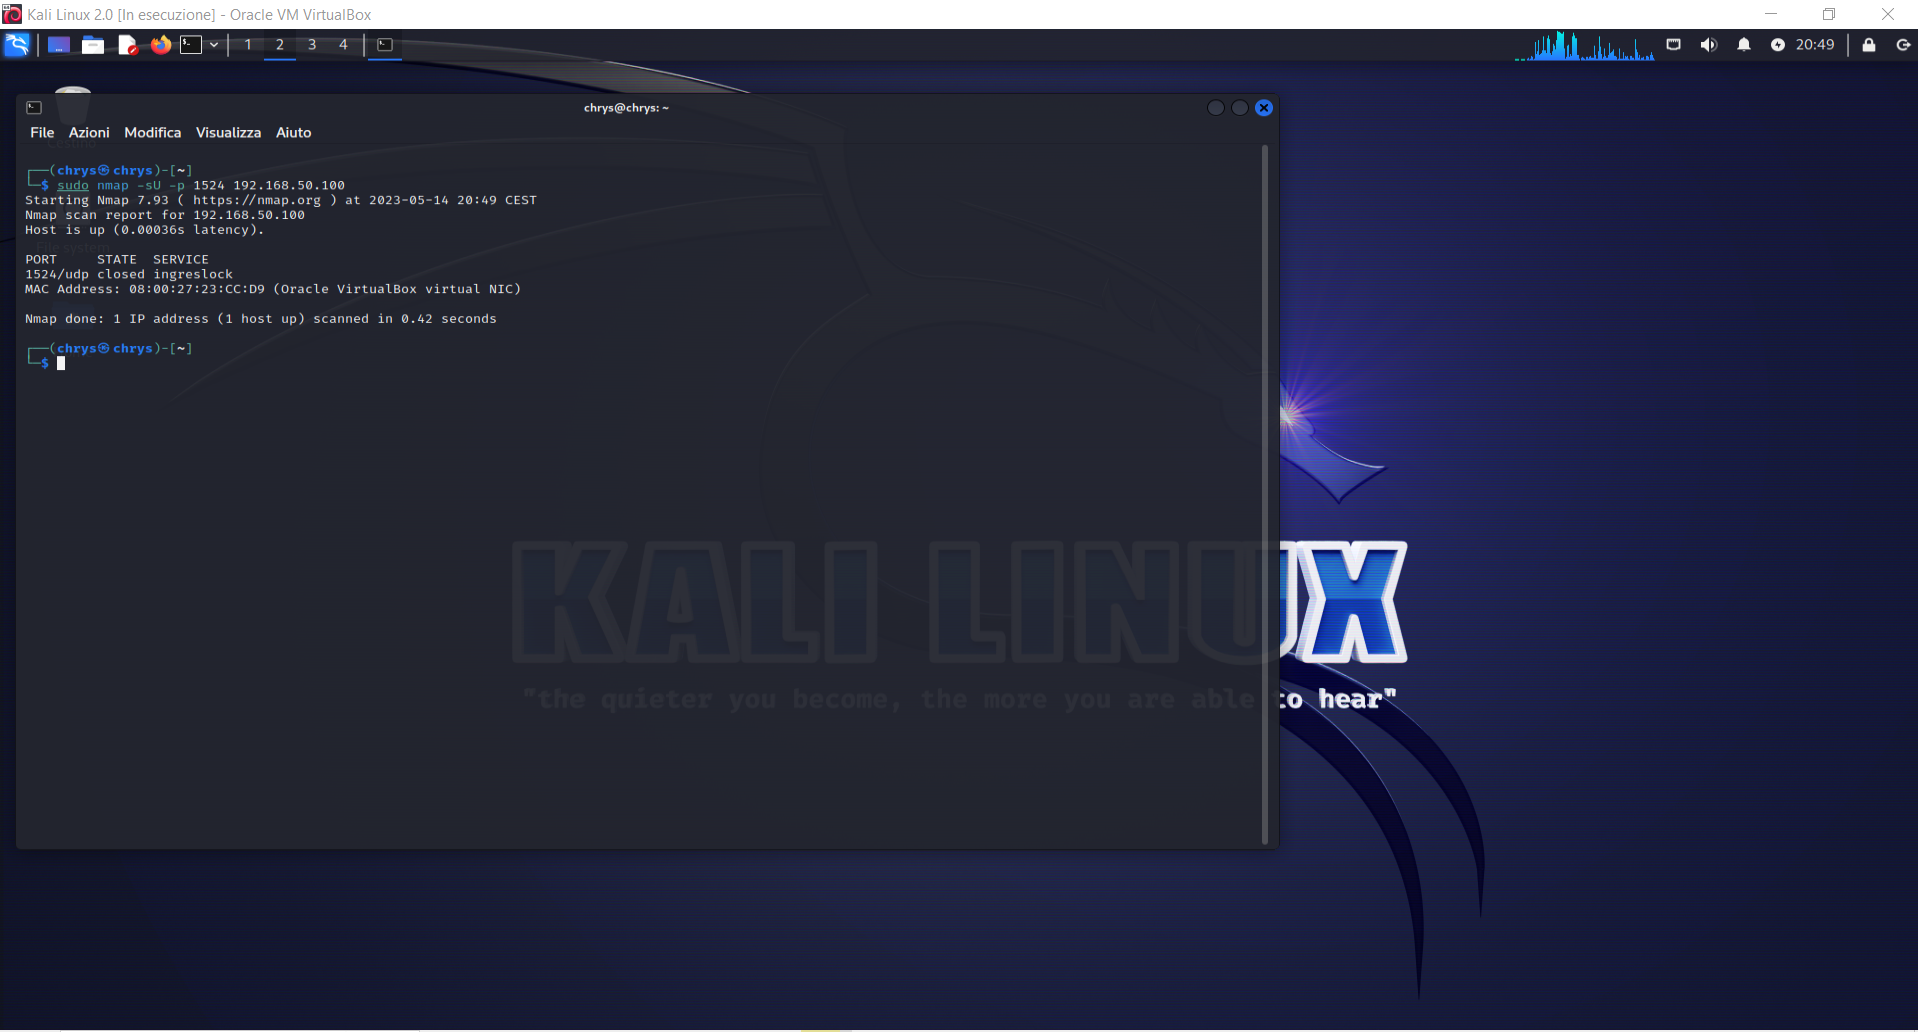 Kali Linux 2.0 [In esecuzione] - Oracle VM VirtualBox
1 2 3 4 20:49
chrys@chrys: ~
File Azioni Modifica Visualizza Aiuto
Cestino
┌──(chrys㉿chrys)-[~]
└─$ sudo nmap -sU -p 1524 192.168.50.100
Starting Nmap 7.93 ( https://nmap.org ) at 2023-05-14 20:49 CEST
Nmap scan report for 192.168.50.100
Host is up (0.00036s latency).
File system
PORT     STATE  SERVICE
1524/udp closed ingreslock
MAC Address: 08:00:27:23:CC:D9 (Oracle VirtualBox virtual NIC)
Nmap done: 1 IP address (1 host up) scanned in 0.42 seconds
┌──(chrys㉿chrys)-[~]
└─$
KALI LINUX
"the quieter you become, the more you are able to hear"